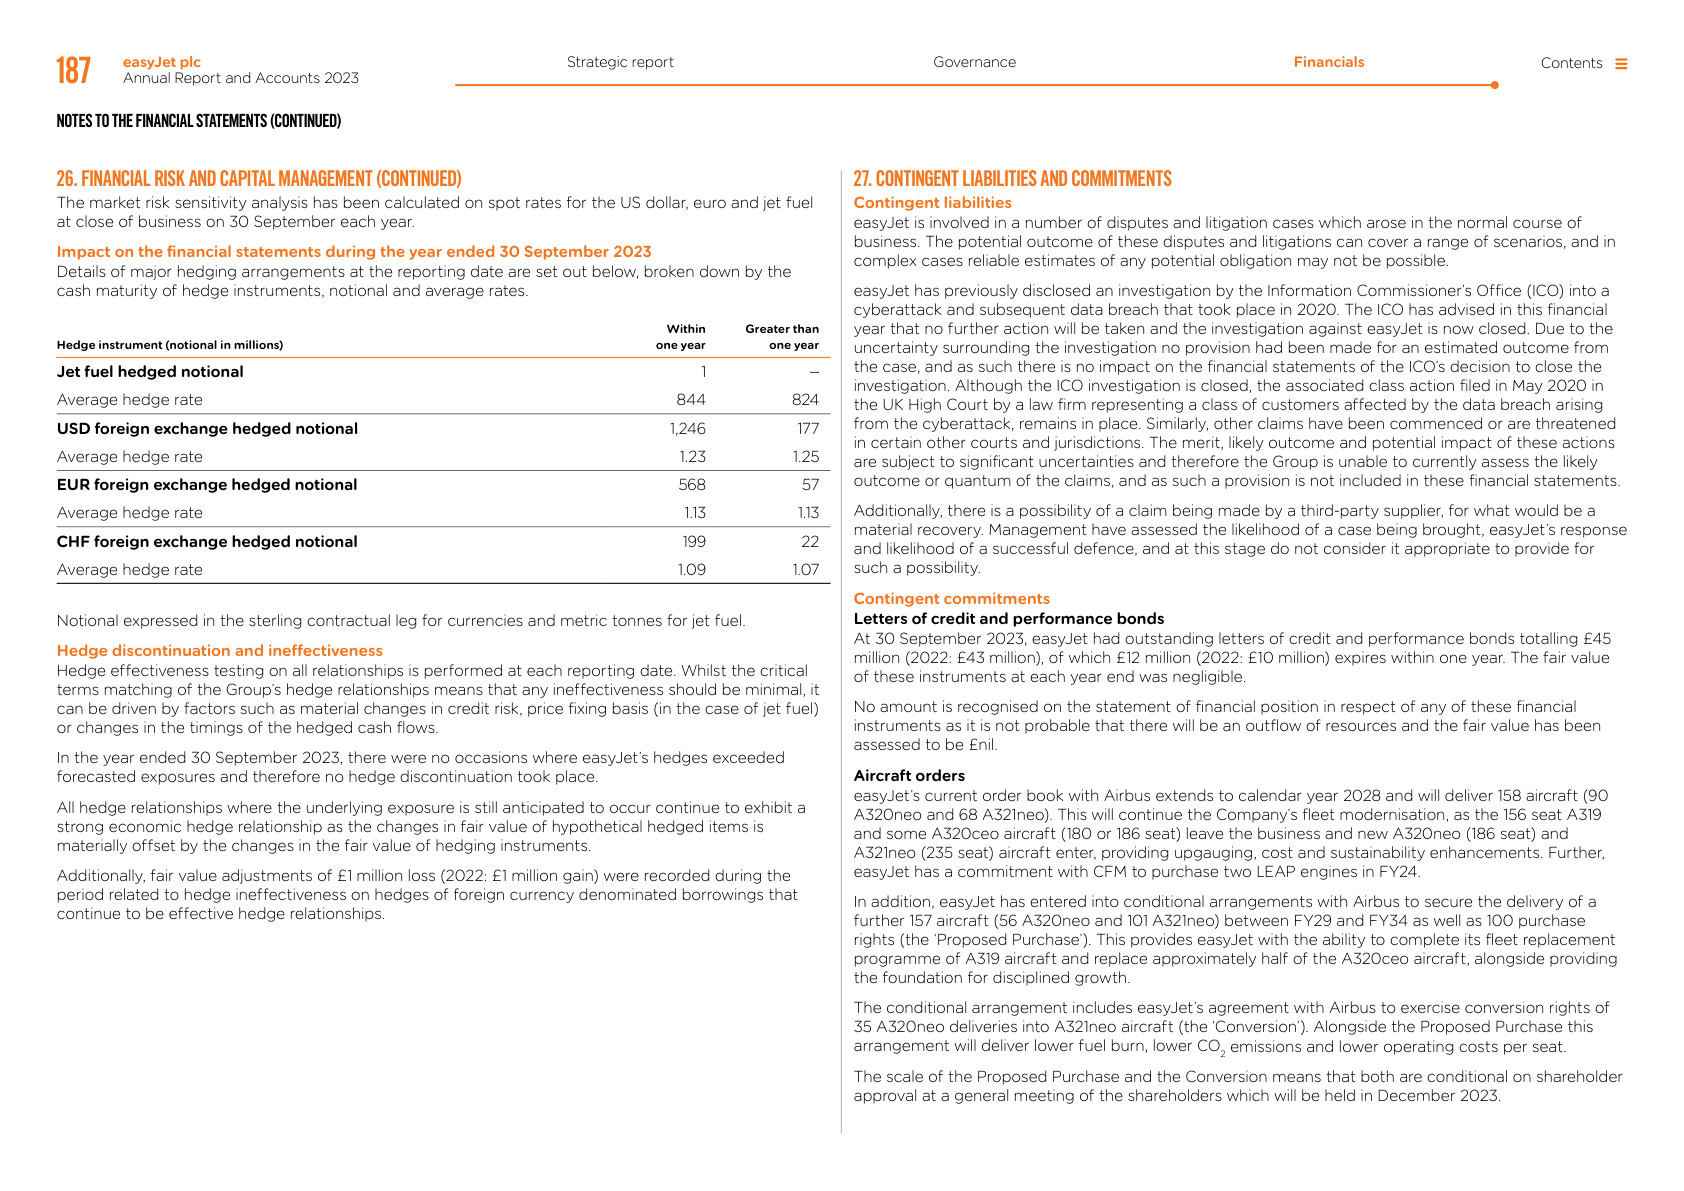 187
easyJet plc
Annual Report and Accounts 2023
Strategic report
Governance
Financials
Contents
NOTES TO THE FINANCIAL STATEMENTS (CONTINUED)
26. FINANCIAL RISK AND CAPITAL MANAGEMENT (CONTINUED)
The market risk sensitivity analysis has been calculated on spot rates for the US dollar, euro and jet fuel
at close of business on 30 September each year.
Impact on the financial statements during the year ended 30 September 2023
Details of major hedging arrangements at the reporting date are set out below, broken down by the
cash maturity of hedge instruments, notional and average rates.
Hedge instrument (notional in millions) Within one year Greater than one year
Jet fuel hedged notional 1 –
Average hedge rate 844 824
USD foreign exchange hedged notional 1,246 177
Average hedge rate 1.23 1.25
EUR foreign exchange hedged notional 568 57
Average hedge rate 1.13 1.13
CHF foreign exchange hedged notional 199 22
Average hedge rate 1.09 1.07
Notional expressed in the sterling contractual leg for currencies and metric tonnes for jet fuel.
Hedge discontinuation and ineffectiveness
Hedge effectiveness testing on all relationships is performed at each reporting date. Whilst the critical
terms matching of the Group's hedge relationships means that any ineffectiveness should be minimal, it
can be driven by factors such as material changes in credit risk, price fixing basis (in the case of jet fuel)
or changes in the timings of the hedged cash flows.
In the year ended 30 September 2023, there were no occasions where easyJet's hedges exceeded
forecasted exposures and therefore no hedge discontinuation took place.
All hedge relationships where the underlying exposure is still anticipated to occur continue to exhibit a
strong economic hedge relationship as the changes in fair value of hypothetical hedged items is
materially offset by the changes in the fair value of hedging instruments.
Additionally, fair value adjustments of £1 million loss (2022: £1 million gain) were recorded during the
period related to hedge ineffectiveness on hedges of foreign currency denominated borrowings that
continue to be effective hedge relationships.
27. CONTINGENT LIABILITIES AND COMMITMENTS
Contingent liabilities
easyJet is involved in a number of disputes and litigation cases which arose in the normal course of
business. The potential outcome of these disputes and litigations can cover a range of scenarios, and in
complex cases reliable estimates of any potential obligation may not be possible.
easyJet has previously disclosed an investigation by the Information Commissioner's Office (ICO) into a
cyberattack and subsequent data breach that took place in 2020. The ICO has advised in this financial
year that no further action will be taken and the investigation against easyJet is now closed. Due to the
uncertainty surrounding the investigation no provision had been made for an estimated outcome from
the case, and as such there is no impact on the financial statements of the ICO's decision to close the
investigation. Although the ICO investigation is closed, the associated class action filed in May 2020 in
the UK High Court by a law firm representing a class of customers affected by the data breach arising
from the cyberattack, remains in place. Similarly, other claims have been commenced or are threatened
in certain other courts and jurisdictions. The merit, likely outcome and potential impact of these actions
are subject to significant uncertainties and therefore the Group is unable to currently assess the likely
outcome or quantum of the claims, and as such a provision is not included in these financial statements.
Additionally, there is a possibility of a claim being made by a third-party supplier, for what would be a
material recovery. Management have assessed the likelihood of a case being brought, easyJet's response
and likelihood of a successful defence, and at this stage do not consider it appropriate to provide for
such a possibility.
Contingent commitments
Letters of credit and performance bonds
At 30 September 2023, easyJet had outstanding letters of credit and performance bonds totalling £45
million (2022: £43 million), of which £12 million (2022: £10 million) expires within one year. The fair value
of these instruments at each year end was negligible.
No amount is recognised on the statement of financial position in respect of any of these financial
instruments as it is not probable that there will be an outflow of resources and the fair value has been
assessed to be £nil.
Aircraft orders
easyJet's current order book with Airbus extends to calendar year 2028 and will deliver 158 aircraft (90
A320neo and 68 A321neo). This will continue the Company's fleet modernisation, as the 156 seat A319
and some A320ceo aircraft (180 or 186 seat) leave the business and new A320neo (186 seat) and
A321neo (235 seat) aircraft enter, providing upgauging, cost and sustainability enhancements. Further,
easyJet has a commitment with CFM to purchase two LEAP engines in FY24.
In addition, easyJet has entered into conditional arrangements with Airbus to secure the delivery of a
further 157 aircraft (56 A320neo and 101 A321neo) between FY29 and FY34 as well as 100 purchase
rights (the 'Proposed Purchase'). This provides easyJet with the ability to complete its fleet replacement
programme of A319 aircraft and replace approximately half of the A320ceo aircraft, alongside providing
the foundation for disciplined growth.
The conditional arrangement includes easyJet's agreement with Airbus to exercise conversion rights of
35 A320neo deliveries into A321neo aircraft (the 'Conversion'). Alongside the Proposed Purchase this
arrangement will deliver lower fuel burn, lower CO2 emissions and lower operating costs per seat.
The scale of the Proposed Purchase and the Conversion means that both are conditional on shareholder
approval at a general meeting of the shareholders which will be held in December 2023.